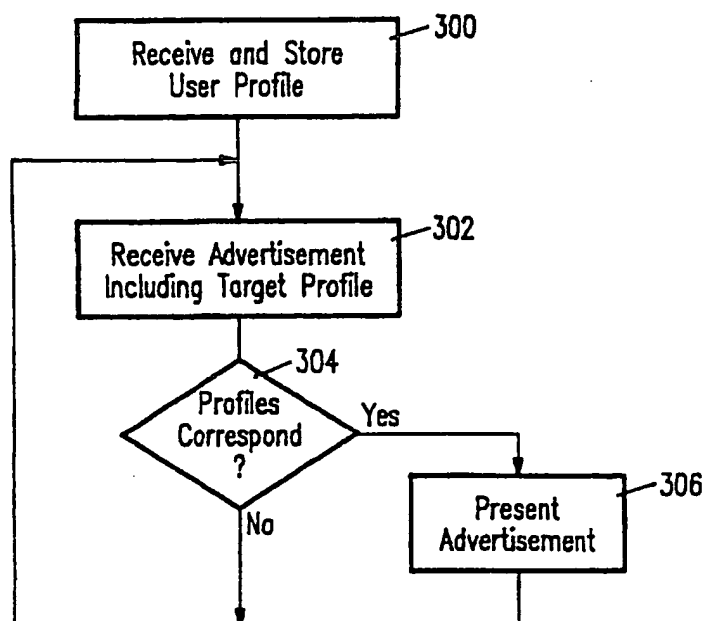 Receive and Store
User Profile
300
Receive Advertisement
Including Target Profile
302
304
Profiles
Correspond
?
Yes
No
Present
Advertisement
306